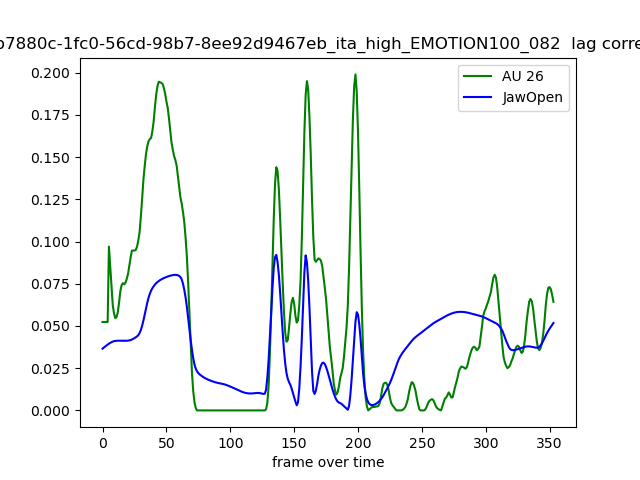 b7880c-1fc0-56cd-98b7-8ee92d9467eb_ita_high_EMOTION100_082 lag corre
0.200
0.175
0.150
0.125
0.100
0.075
0.050
0.025
0.000
AU 26
JawOpen
0 50 100 150 200 250 300 350
frame over time